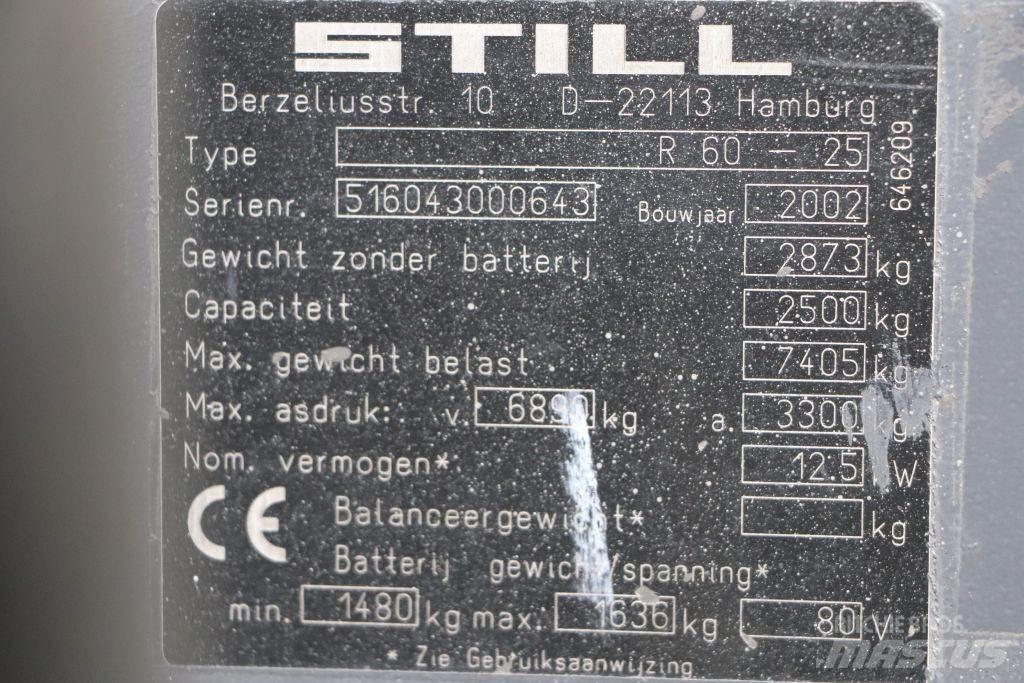 STILL
Berzeliusstr. 10 D-22113 Hamburg
Type R 60 - 25
646209
Serienr. 516043000643 Bouwjaar 2002
Gewicht zonder batterij 2873 kg
Capaciteit 2500 kg
Max. gewicht belast 7405 kg
Max. asdruk: v. kg a. 3300 kg
Nom. vermogen* 12.5 W
CE
Balanceergewicht* kg
Batterij gewicht/spanning*
min. 1480 kg max. 1636 kg 80 V
* Zie Gebruiksaanwijzing
RITCHIE BROS.
MASCUS